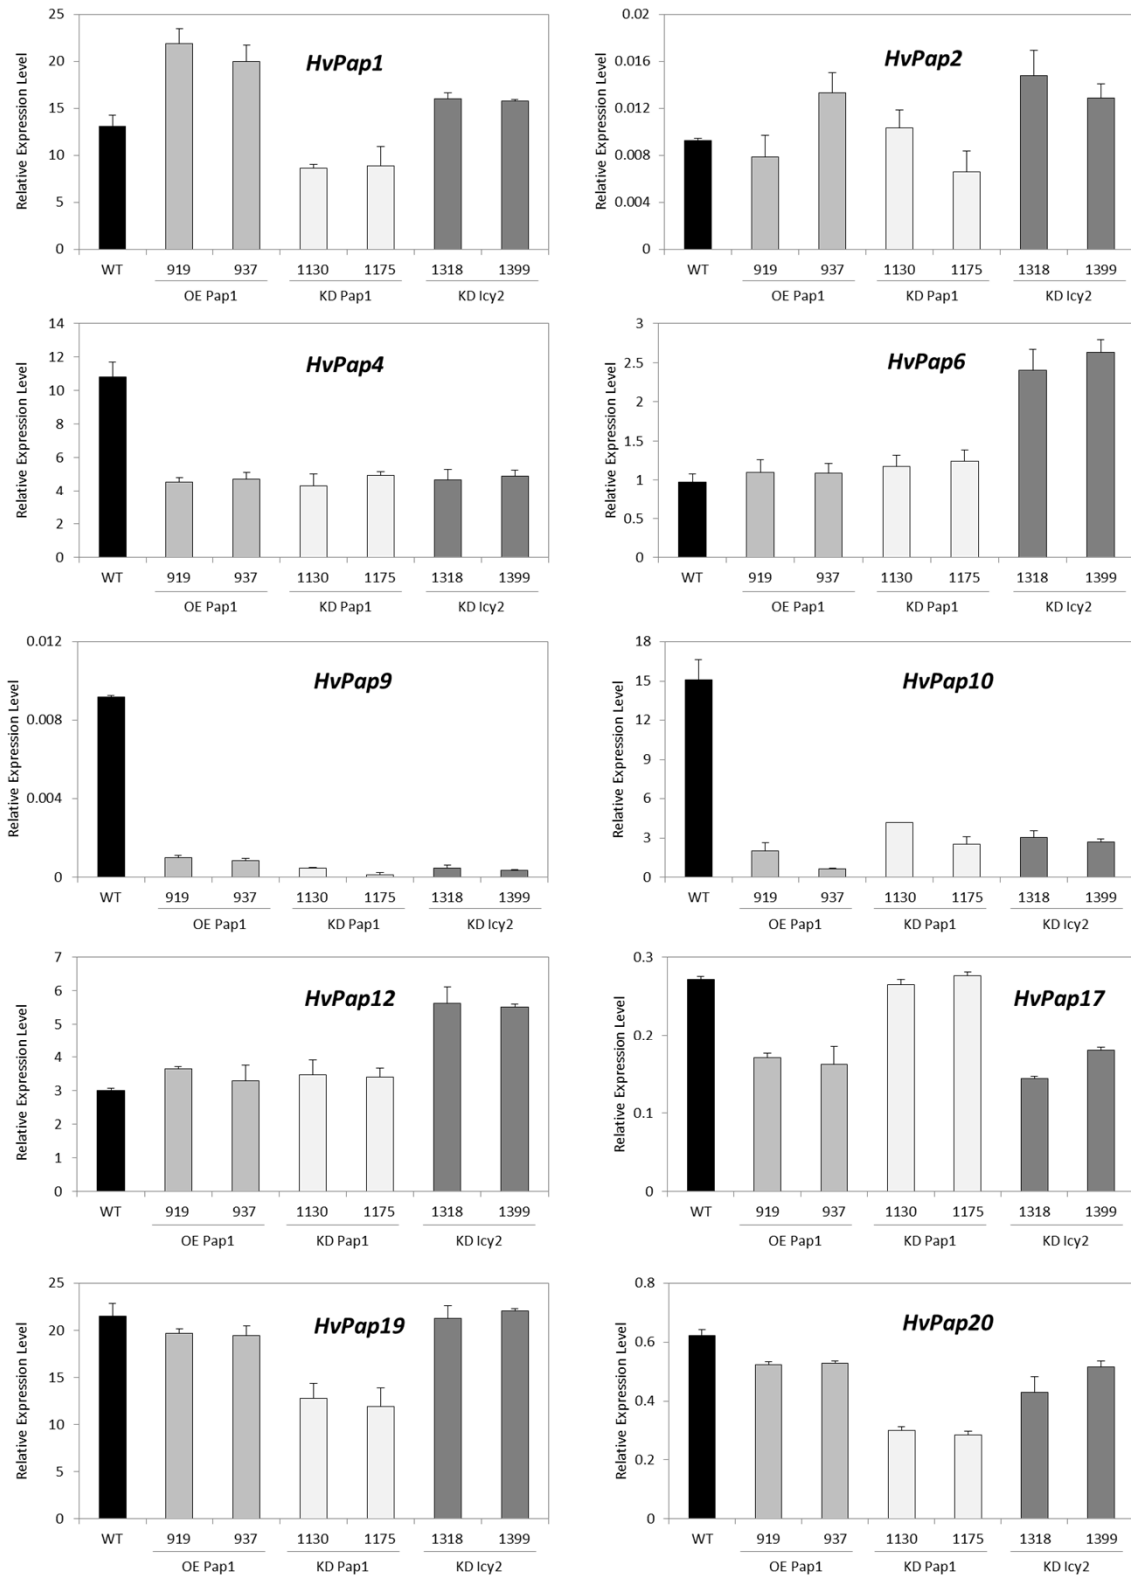 HvPap1
Relative Expression Level
25
20
15
10
5
0
WT 919 937 1130 1175 1318 1399
OE Pap1 KD Pap1 KD Icy2
HvPap2
Relative Expression Level
0.02
0.016
0.012
0.008
0.004
0
WT 919 937 1130 1175 1318 1399
OE Pap1 KD Pap1 KD Icy2
HvPap4
Relative Expression Level
14
12
10
8
6
4
2
0
WT 919 937 1130 1175 1318 1399
OE Pap1 KD Pap1 KD Icy2
HvPap6
Relative Expression Level
3
2.5
2
1.5
1
0.5
0
WT 919 937 1130 1175 1318 1399
OE Pap1 KD Pap1 KD Icy2
HvPap9
Relative Expression Level
0.012
0.008
0.004
0
WT 919 937 1130 1175 1318 1399
OE Pap1 KD Pap1 KD Icy2
HvPap10
Relative Expression Level
18
15
12
9
6
3
0
WT 919 937 1130 1175 1318 1399
OE Pap1 KD Pap1 KD Icy2
HvPap12
Relative Expression Level
7
6
5
4
3
2
1
0
WT 919 937 1130 1175 1318 1399
OE Pap1 KD Pap1 KD Icy2
HvPap17
Relative Expression Level
0.3
0.2
0.1
0
WT 919 937 1130 1175 1318 1399
OE Pap1 KD Pap1 KD Icy2
HvPap19
Relative Expression Level
25
20
15
10
5
0
WT 919 937 1130 1175 1318 1399
OE Pap1 KD Pap1 KD Icy2
HvPap20
Relative Expression Level
0.8
0.6
0.4
0.2
0
WT 919 937 1130 1175 1318 1399
OE Pap1 KD Pap1 KD Icy2